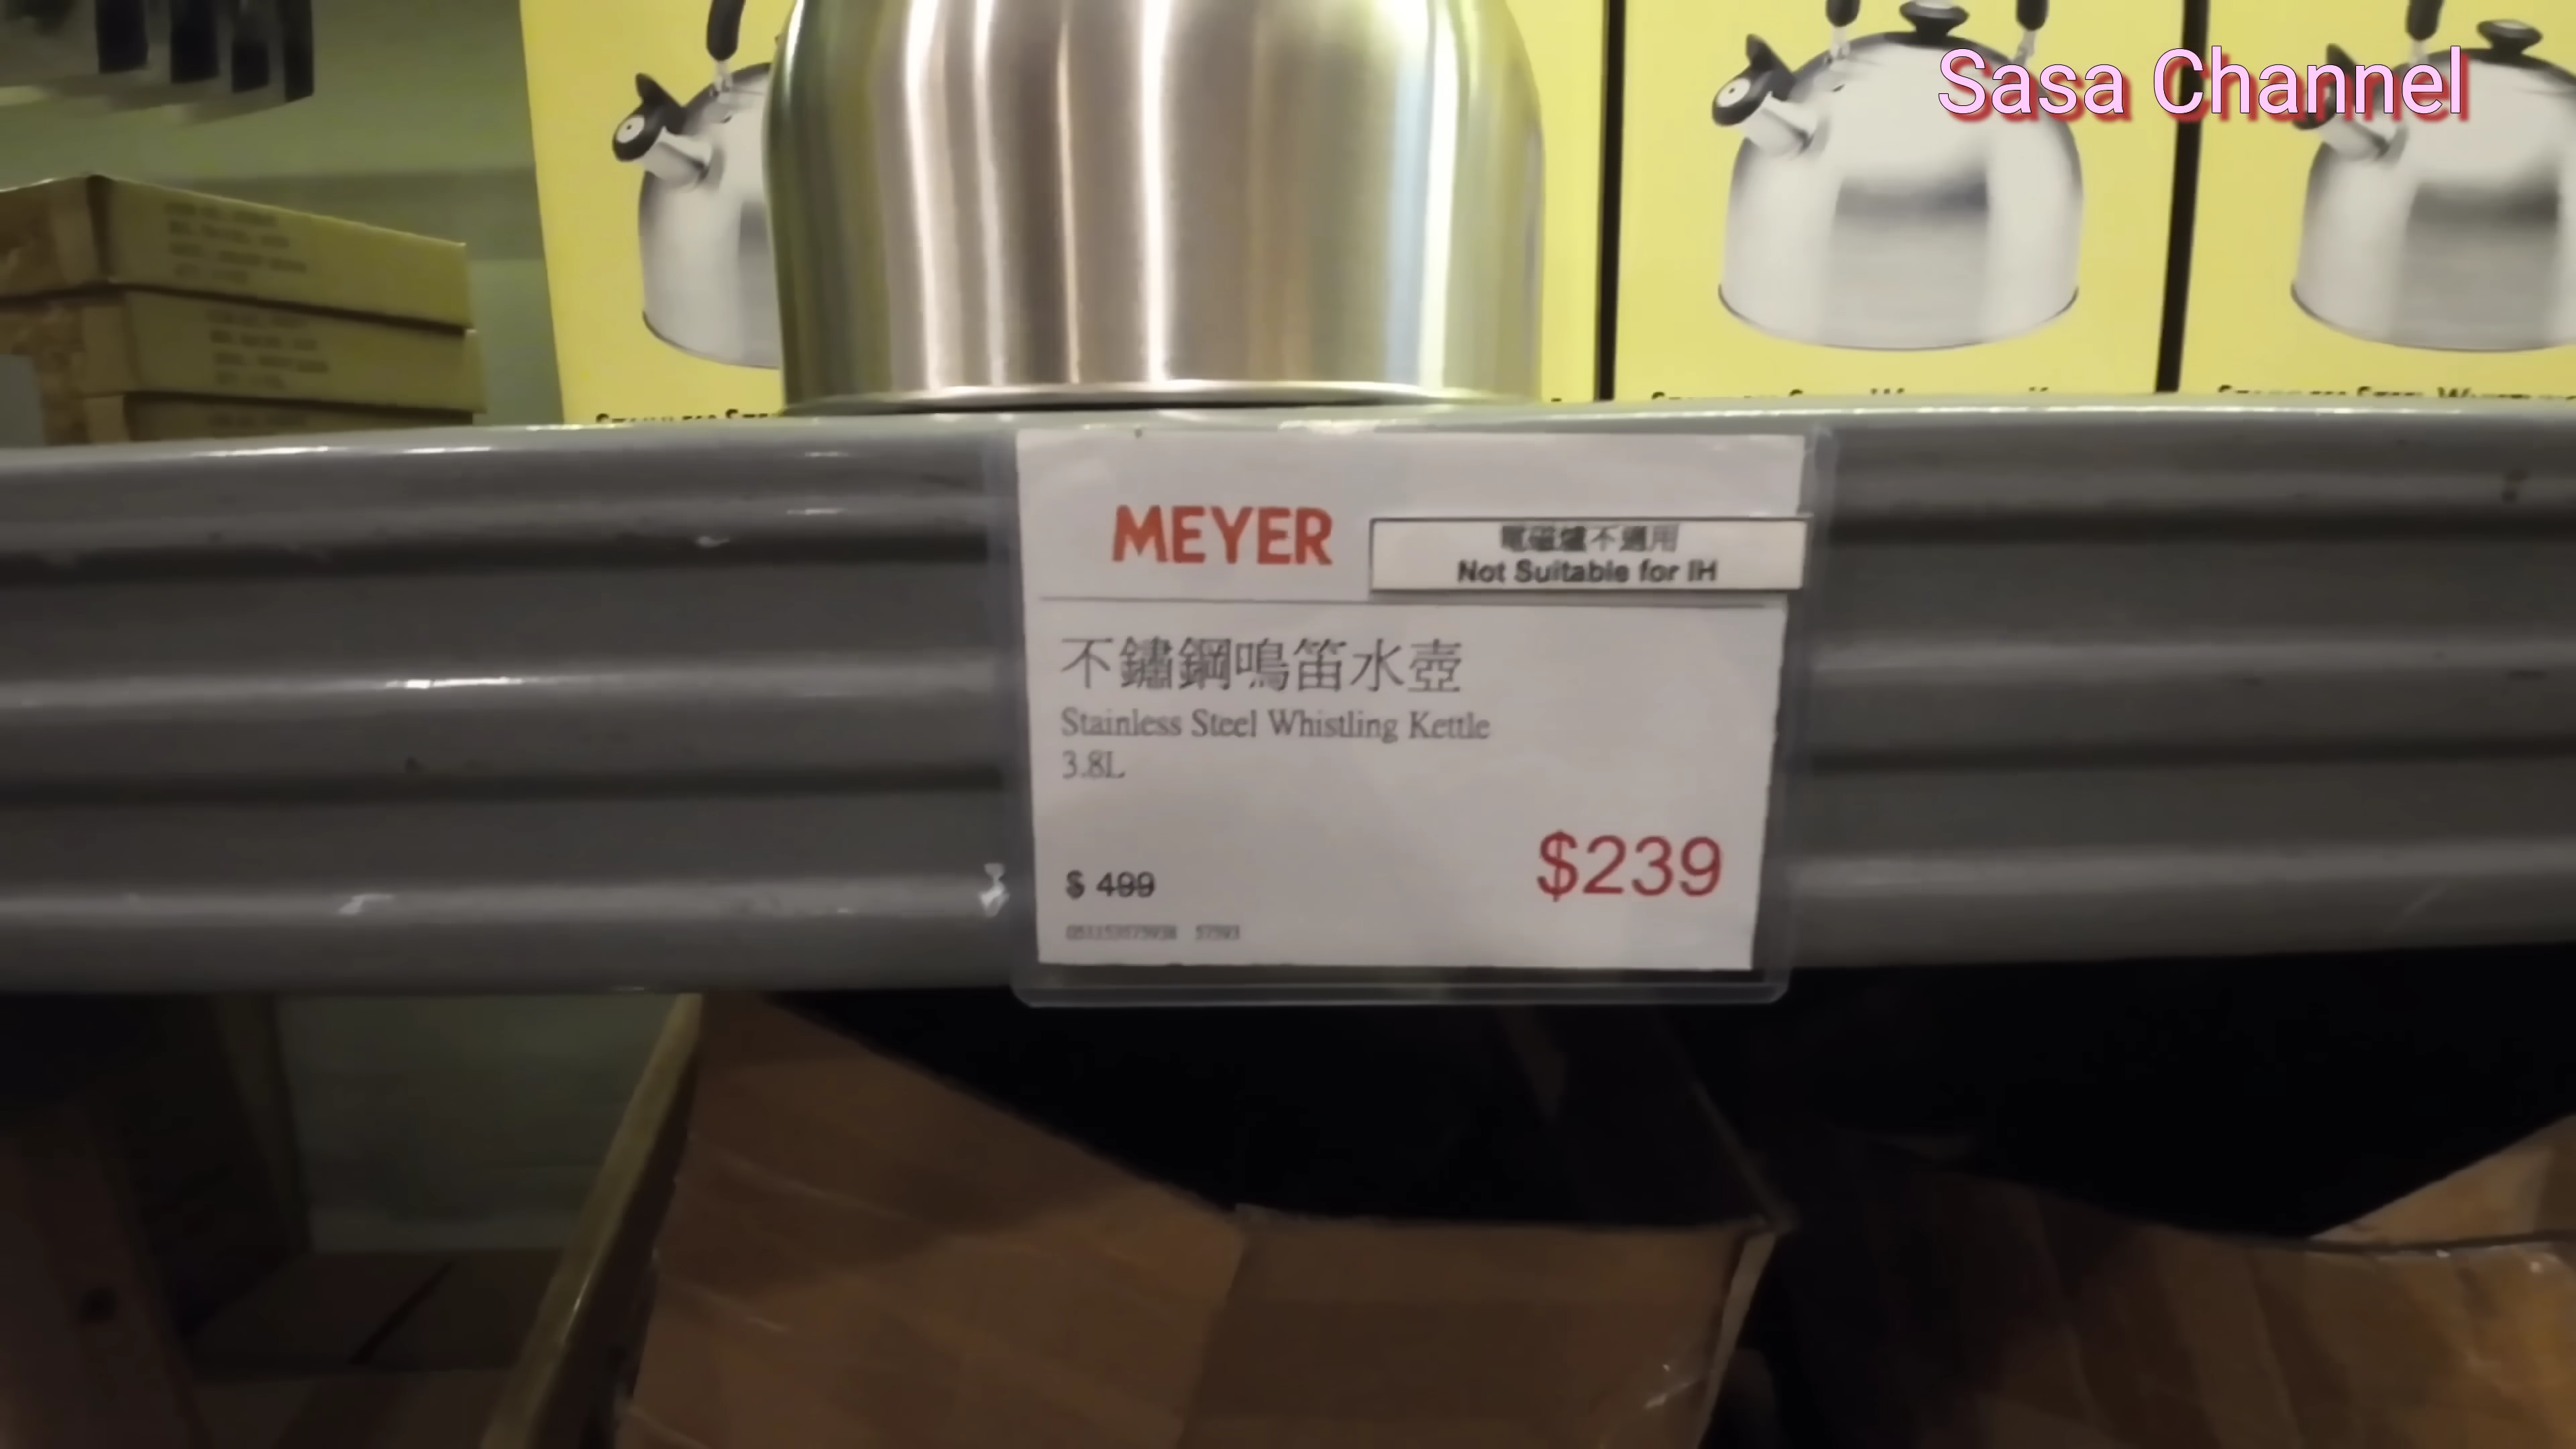 Sasa Channel
MEYER
電磁爐不適用
Not Suitable for IH
不鏽鋼鳴笛水壺
Stainless Steel Whistling Kettle
3.8L
$ 499
$239
57593